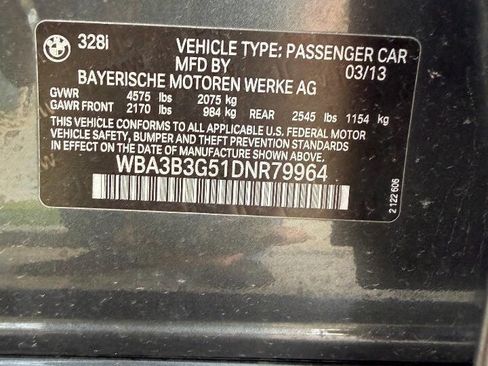 328i VEHICLE TYPE: PASSENGER CAR
MFD BY 03/13
BAYERISCHE MOTOREN WERKE AG
GVWR 4575 lbs 2075 kg
GAWR FRONT 2170 lbs 984 kg REAR 2545 lbs 1154 kg
THIS VEHICLE CONFORMS TO ALL APPLICABLE U.S. FEDERAL MOTOR
VEHICLE SAFETY, BUMPER, AND THEFT PREVENTION STANDARDS
IN EFFECT ON THE DATE OF MANUFACTURE SHOWN ABOVE.
WBA3B3G51DNR79964
2 122 606